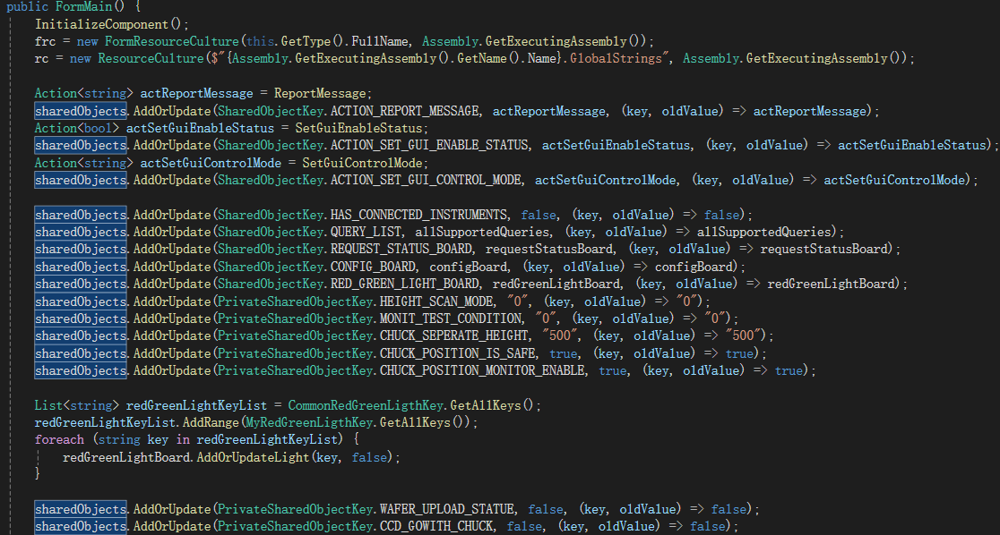 public FormMain() {
InitializeComponent();
frc = new FormResourceCulture(this.GetType().FullName, Assembly.GetExecutingAssembly());
rc = new ResourceCulture($"{Assembly.GetExecutingAssembly().GetName().Name}.GlobalStrings", Assembly.GetExecutingAssembly());
Action<string> actReportMessage = ReportMessage;
sharedObjects.AddOrUpdate(SharedObjectKey.ACTION_REPORT_MESSAGE, actReportMessage, (key, oldValue) => actReportMessage);
Action<bool> actSetGuiEnableStatus = SetGuiEnableStatus;
sharedObjects.AddOrUpdate(SharedObjectKey.ACTION_SET_GUI_ENABLE_STATUS, actSetGuiEnableStatus, (key, oldValue) => actSetGuiEnableStatus);
Action<string> actSetGuiControlMode = SetGuiControlMode;
sharedObjects.AddOrUpdate(SharedObjectKey.ACTION_SET_GUI_CONTROL_MODE, actSetGuiControlMode, (key, oldValue) => actSetGuiControlMode);
sharedObjects.AddOrUpdate(SharedObjectKey.HAS_CONNECTED_INSTRUMENTS, false, (key, oldValue) => false);
sharedObjects.AddOrUpdate(SharedObjectKey.QUERY_LIST, allSupportedQueries, (key, oldValue) => allSupportedQueries);
sharedObjects.AddOrUpdate(SharedObjectKey.REQUEST_STATUS_BOARD, requestStatusBoard, (key, oldValue) => requestStatusBoard);
sharedObjects.AddOrUpdate(SharedObjectKey.CONFIG_BOARD, configBoard, (key, oldValue) => configBoard);
sharedObjects.AddOrUpdate(SharedObjectKey.RED_GREEN_LIGHT_BOARD, redGreenLightBoard, (key, oldValue) => redGreenLightBoard);
sharedObjects.AddOrUpdate(PrivateSharedObjectKey.HEIGHT_SCAN_MODE, "0", (key, oldValue) => "0");
sharedObjects.AddOrUpdate(PrivateSharedObjectKey.MONIT_TEST_CONDITION, "0", (key, oldValue) => "0");
sharedObjects.AddOrUpdate(PrivateSharedObjectKey.CHUCK_SEPERATE_HEIGHT, "500", (key, oldValue) => "500");
sharedObjects.AddOrUpdate(PrivateSharedObjectKey.CHUCK_POSITION_IS_SAFE, true, (key, oldValue) => true);
sharedObjects.AddOrUpdate(PrivateSharedObjectKey.CHUCK_POSITION_MONITOR_ENABLE, true, (key, oldValue) => true);
List<string> redGreenLightKeyList = CommonRedGreenLigthKey.GetAllKeys();
redGreenLightKeyList.AddRange(MyRedGreenLigthKey.GetAllKeys());
foreach (string key in redGreenLightKeyList) {
redGreenLightBoard.AddOrUpdateLight(key, false);
}
sharedObjects.AddOrUpdate(PrivateSharedObjectKey.WAFER_UPLOAD_STATUE, false, (key, oldValue) => false);
sharedObjects.AddOrUpdate(PrivateSharedObjectKey.CCD_GOWITH_CHUCK, false, (key, oldValue) => false);